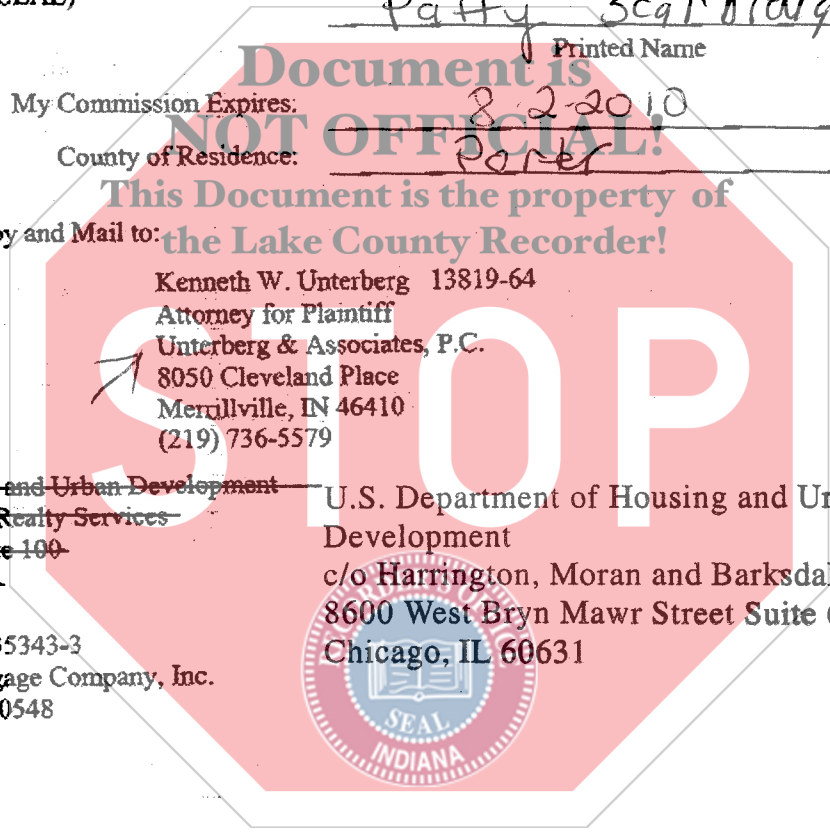 Patty
Printed Name
Document is
My Commission Expires: 8-2-2010
NOT OFFICIAL!
County of Residence: Porter
This Document is the property of
and Mail to:
the Lake County Recorder!
Kenneth W. Unterberg 13819-64
Attorney for Plaintiff
Unterberg & Associates, P.C.
8050 Cleveland Place
Merrillville, IN 46410
(219) 736-5579
STOP
and Urban Development
Realty Services
100
U.S. Department of Housing and
Development
c/o Harrington, Moran and
8600 West Bryn Mawr Street Suite
Chicago, IL 60631
35343-3
Company, Inc.
0548
SEAL
INDIANA